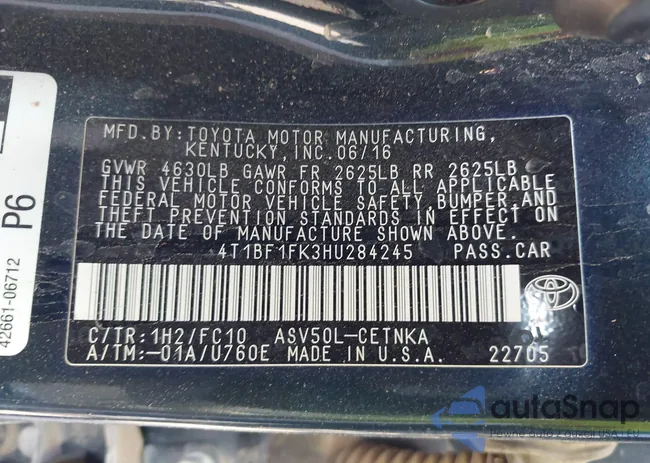 MFD.BY:TOYOTA MOTOR MANUFACTURING,
KENTUCKY,INC.06/16
GVWR 4630LB GAWR FR 2625LB RR 2625LB
THIS VEHICLE CONFORMS TO ALL APPLICABLE
FEDERAL MOTOR VEHICLE SAFETY,BUMPER,AND
THEFT PREVENTION STANDARDS IN EFFECT ON
THE DATE OF MANUFACTURE SHOWN ABOVE.
4T1BF1FK3HU284245 PASS.CAR
C/TR:1H2/FC10 ASV50L-CETNKA
A/TM:-01A/U760E MADE IN U.S.A. 22705
42661-06712
P6
autoSnap